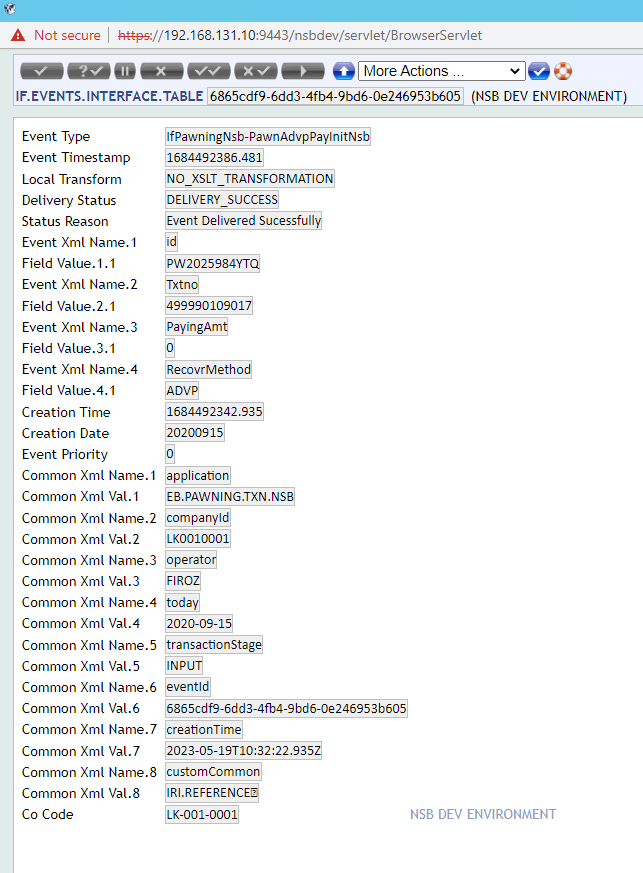 Not secure https://192.168.131.10:9443/nsbdev/servlet/BrowserServlet
More Actions ...
IF.EVENTS.INTERFACE.TABLE 6865cdf9-6dd3-4fb4-9bd6-0e246953b605 (NSB DEV ENVIRONMENT)
Event Type IfPawningNsb-PawnAdvpPayInitNsb
Event Timestamp 1684492386.481
Local Transform NO_XSLT_TRANSFORMATION
Delivery Status DELIVERY_SUCCESS
Status Reason Event Delivered Sucessfully
Event Xml Name.1 id
Field Value.1.1 PW2025984YTQ
Event Xml Name.2 Txtno
Field Value.2.1 499990109017
Event Xml Name.3 PayingAmt
Field Value.3.1 0
Event Xml Name.4 RecovrMethod
Field Value.4.1 ADVP
Creation Time 1684492342.935
Creation Date 20200915
Event Priority 0
Common Xml Name.1 application
Common Xml Val.1 EB.PAWNING.TXN.NSB
Common Xml Name.2 companyId
Common Xml Val.2 LK0010001
Common Xml Name.3 operator
Common Xml Val.3 FIROZ
Common Xml Name.4 today
Common Xml Val.4 2020-09-15
Common Xml Name.5 transactionStage
Common Xml Val.5 INPUT
Common Xml Name.6 eventId
Common Xml Val.6 6865cdf9-6dd3-4fb4-9bd6-0e246953b605
Common Xml Name.7 creationTime
Common Xml Val.7 2023-05-19T10:32:22.935Z
Common Xml Name.8 customCommon
Common Xml Val.8 IRI.REFERENCE
Co Code LK-001-0001 NSB DEV ENVIRONMENT